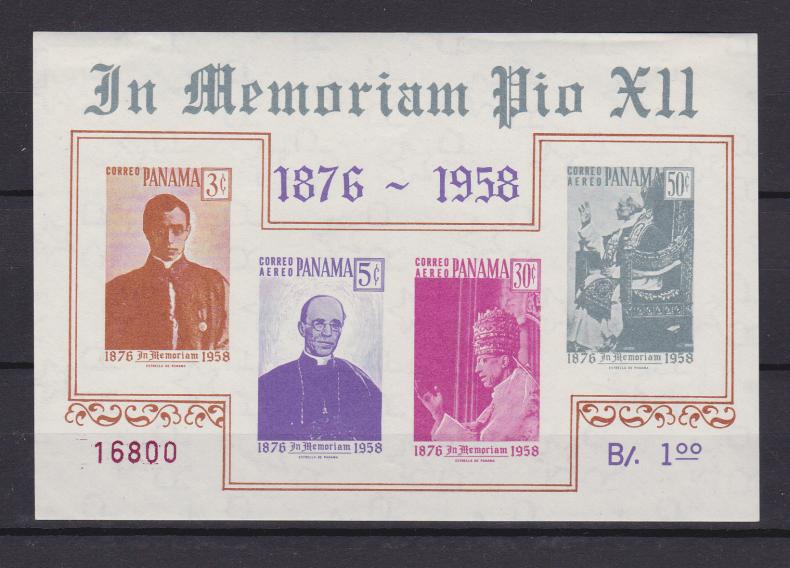 In Memoriam Pio XII
1876 ~ 1958
CORREO PANAMA 3¢
1876 In Memoriam 1958
ESTRELLA DE PANAMA
CORREO
AEREO PANAMA 5¢
1876 In Memoriam 1958
ESTRELLA DE PANAMA
CORREO
AEREO PANAMA 30¢
1876 In Memoriam 1958
ESTRELLA DE PANAMA
CORREO
AEREO PANAMA 50¢
1876 In Memoriam 1958
ESTRELLA DE PANAMA
16800
B/. 1⁰⁰